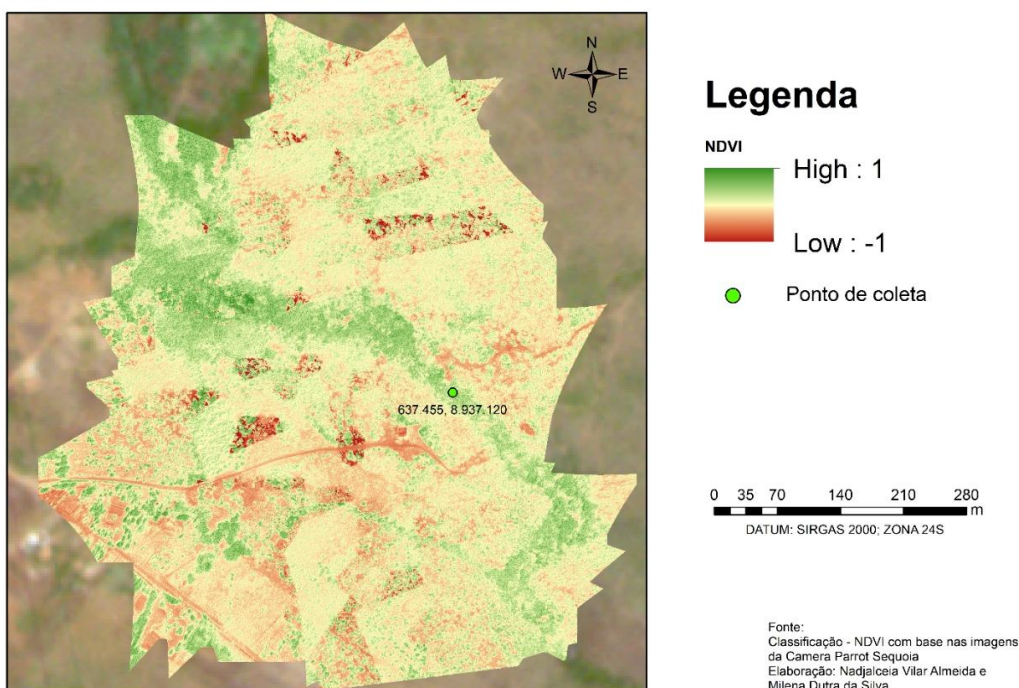 N
W E
S
637.455, 8.937.120
Legenda
NDVI
High : 1
Low : -1
Ponto de coleta
0 35 70 140 210 280
m
DATUM: SIRGAS 2000; ZONA 24S
Fonte:
Classificação - NDVI com base nas imagens
da Camera Parrot Sequoia
Elaboração: Nadjalceia Vilar Almeida e
Milena Dutra da Silva